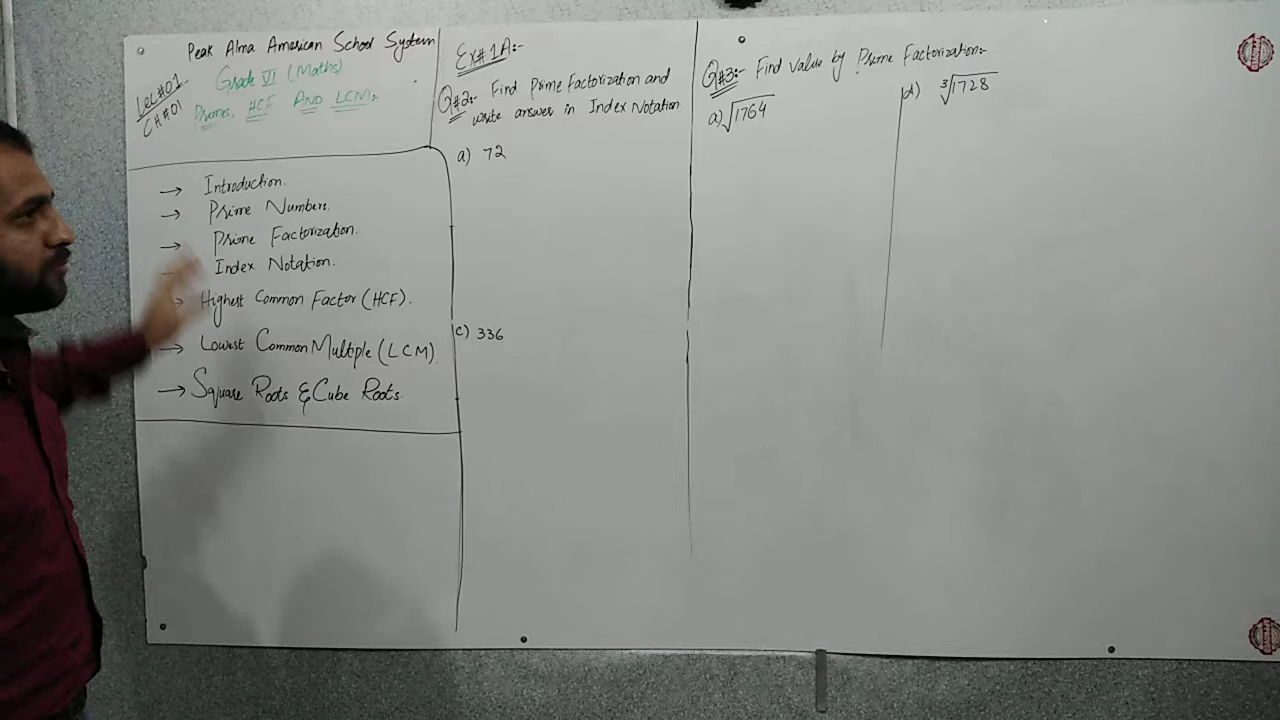 Peak Alma American School System
Lec#01
CH#01
Grade VI (Maths)
Primes, HCF AND LCM:
→ Introduction.
→ Prime Numbers.
→ Prime Factorization.
→ Index Notation.
→ Highest Common Factor (HCF).
→ Lowest Common Multiple (LCM)
→ Square Roots & Cube Roots.
Ex#1A:-
Q#2:- Find Prime Factorization and
write answer in Index Notation
a) 72
c) 336
Q#3:- Find value by Prime Factorization:-
a) √1764
d) ∛1728